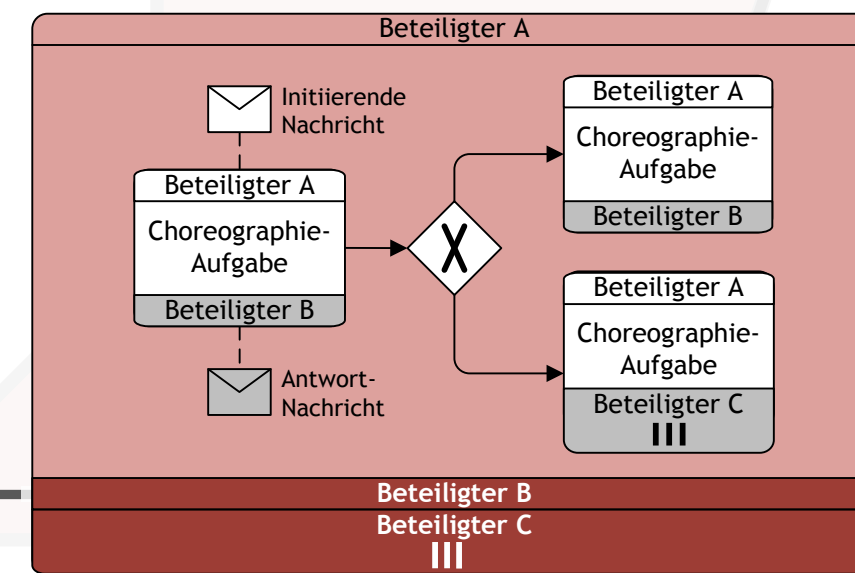 Beteiligter A
Initiierende
Nachricht
Beteiligter A
Choreographie-
Aufgabe
Beteiligter B
Antwort-
Nachricht
X
Beteiligter A
Choreographie-
Aufgabe
Beteiligter B
Beteiligter A
Choreographie-
Aufgabe
Beteiligter C
Beteiligter B
Beteiligter C